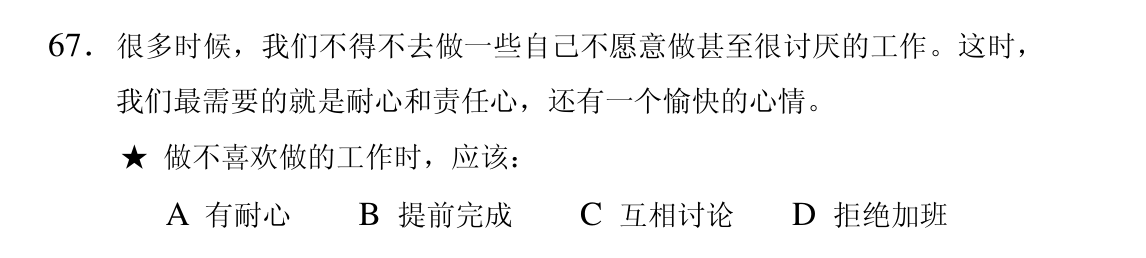 67. 很多时候，我们不得不去做一些自己不愿意做甚至很讨厌的工作。这时，
我们最需要的就是耐心和责任心，还有一个愉快的心情。
★ 做不喜欢做的工作时，应该：
A 有耐心 B 提前完成 C 互相讨论 D 拒绝加班